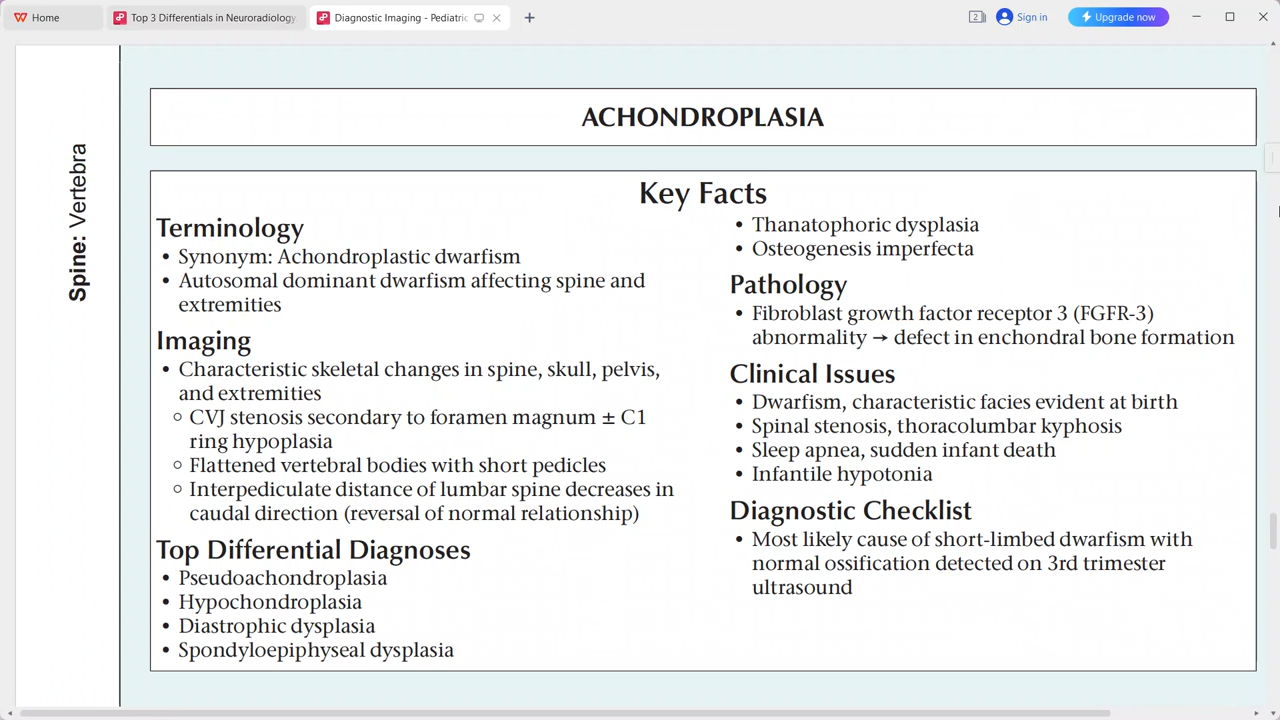 Home
Top 3 Differentials in Neuroradiology
Diagnostic Imaging - Pediatric
2
Sign in
Upgrade now
Spine: Vertebra
ACHONDROPLASIA
Key Facts
Terminology
• Synonym: Achondroplastic dwarfism
• Autosomal dominant dwarfism affecting spine and
extremities
Imaging
• Characteristic skeletal changes in spine, skull, pelvis,
and extremities
○ CVJ stenosis secondary to foramen magnum ± C1
ring hypoplasia
○ Flattened vertebral bodies with short pedicles
○ Interpediculate distance of lumbar spine decreases in
caudal direction (reversal of normal relationship)
Top Differential Diagnoses
• Pseudoachondroplasia
• Hypochondroplasia
• Diastrophic dysplasia
• Spondyloepiphyseal dysplasia
• Thanatophoric dysplasia
• Osteogenesis imperfecta
Pathology
• Fibroblast growth factor receptor 3 (FGFR-3)
abnormality → defect in enchondral bone formation
Clinical Issues
• Dwarfism, characteristic facies evident at birth
• Spinal stenosis, thoracolumbar kyphosis
• Sleep apnea, sudden infant death
• Infantile hypotonia
Diagnostic Checklist
• Most likely cause of short-limbed dwarfism with
normal ossification detected on 3rd trimester
ultrasound